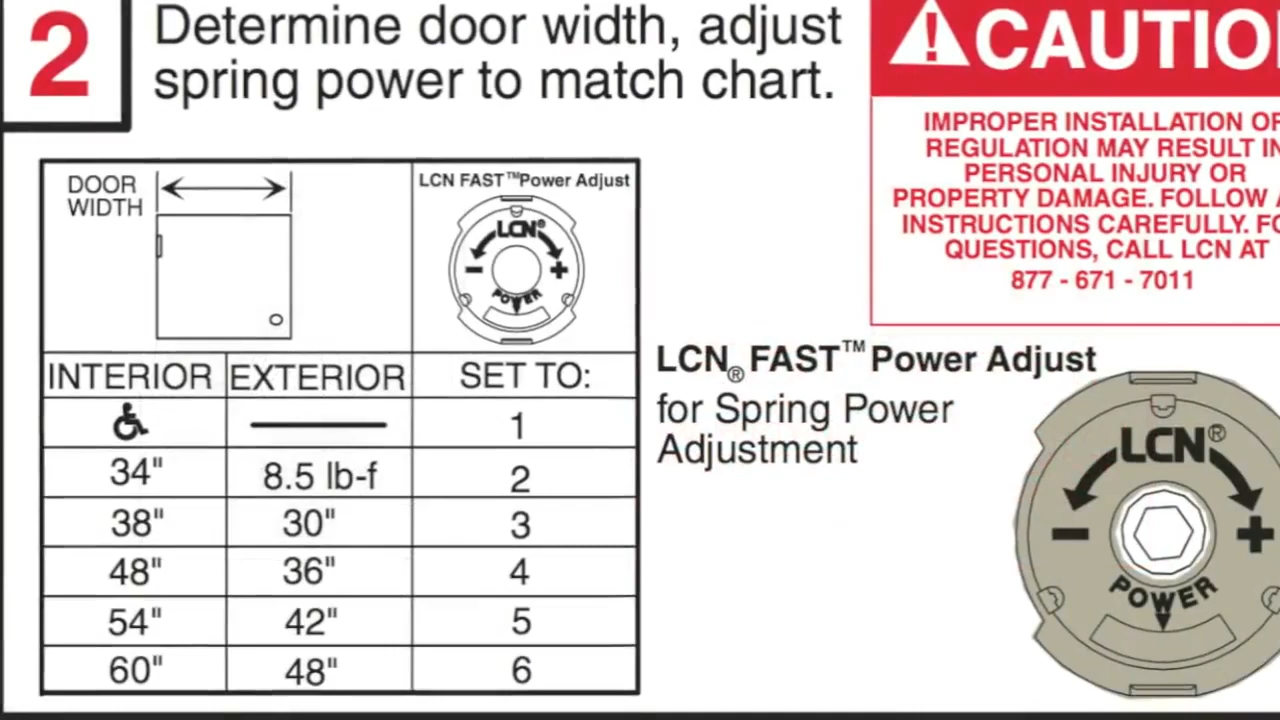 2
Determine door width, adjust
spring power to match chart.
CAUTIO
IMPROPER INSTALLATION OR
REGULATION MAY RESULT IN
PERSONAL INJURY OR
PROPERTY DAMAGE. FOLLOW A
INSTRUCTIONS CAREFULLY. FO
QUESTIONS, CALL LCN AT
877 - 671 - 7011
DOOR
WIDTH
LCN FAST™Power Adjust
LCN®
- +
POWER
INTERIOR EXTERIOR SET TO:
1
34" 8.5 lb-f 2
38" 30" 3
48" 36" 4
54" 42" 5
60" 48" 6
LCN® FAST™ Power Adjust
for Spring Power
Adjustment
LCN®
- +
POWER